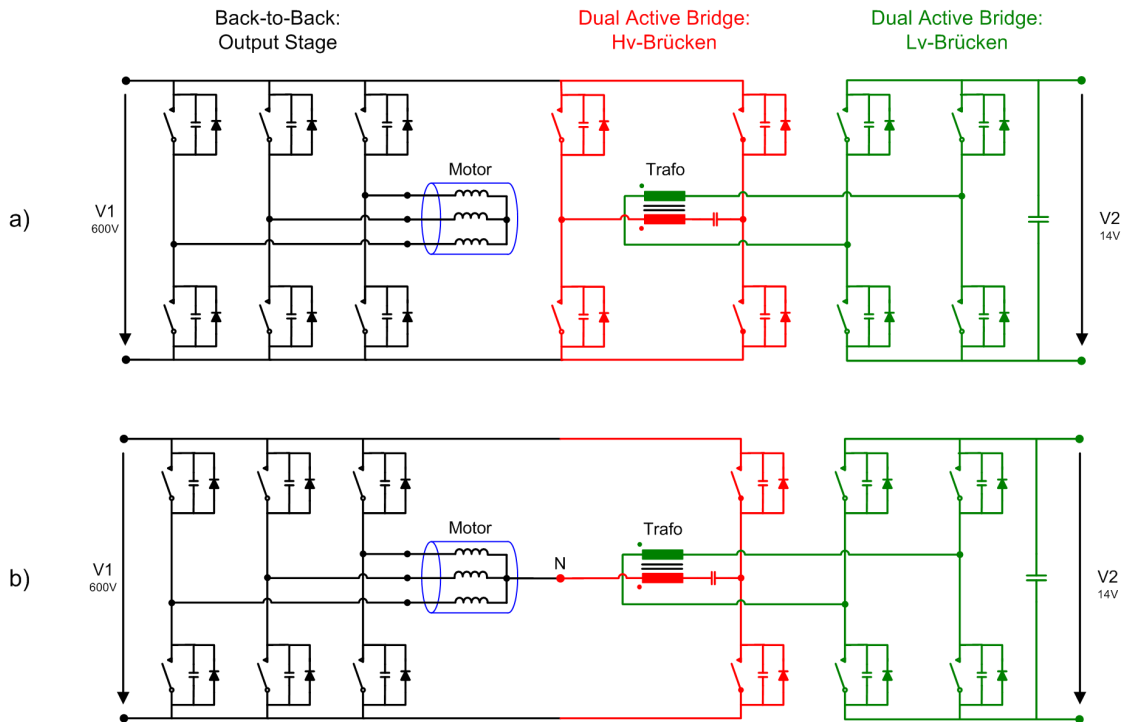 Back-to-Back:
Output Stage
Dual Active Bridge:
Hv-Brücken
Dual Active Bridge:
Lv-Brücken
a)
V1
600V
Motor
Trafo
V2
14V
b)
V1
600V
Motor
N
Trafo
V2
14V